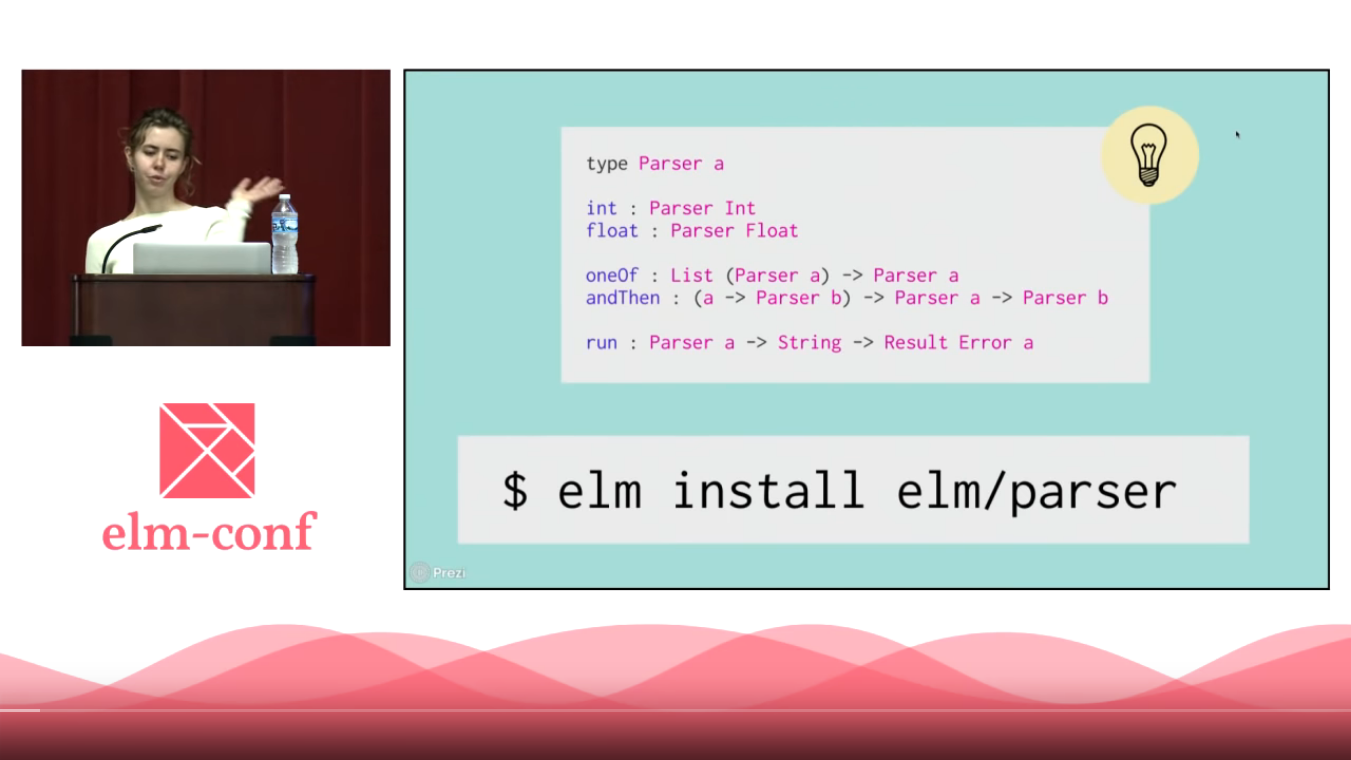 type Parser a
int : Parser Int
float : Parser Float
oneOf : List (Parser a) -> Parser a
andThen : (a -> Parser b) -> Parser a -> Parser b
run : Parser a -> String -> Result Error a
$ elm install elm/parser
Prezi
elm-conf